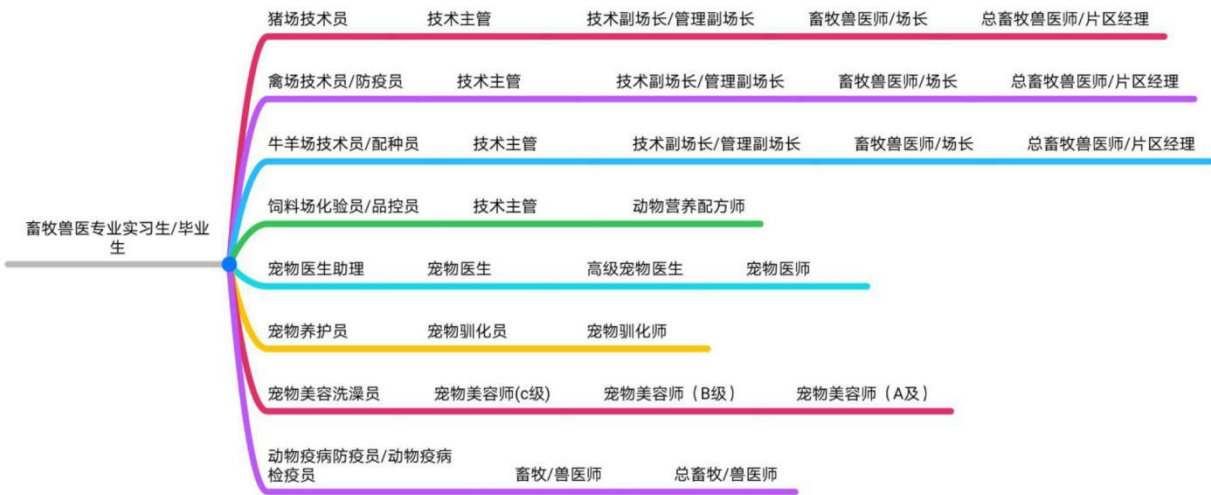 猪场技术员 技术主管 技术副场长/管理副场长 畜牧兽医师/场长 总畜牧兽医师/片区经理
禽场技术员/防疫员 技术主管 技术副场长/管理副场长 畜牧兽医师/场长 总畜牧兽医师/片区经理
牛羊场技术员/配种员 技术主管 技术副场长/管理副场长 畜牧兽医师/场长 总畜牧兽医师/片区经理
饲料场化验员/品控员 技术主管 动物营养配方师
畜牧兽医专业实习生/毕业
生
宠物医生助理 宠物医生 高级宠物医生 宠物医师
宠物养护员 宠物驯化员 宠物驯化师
宠物美容洗澡员 宠物美容师(c级) 宠物美容师（B级） 宠物美容师（A及）
动物疫病防疫员/动物疫病
检疫员 畜牧/兽医师 总畜牧/兽医师